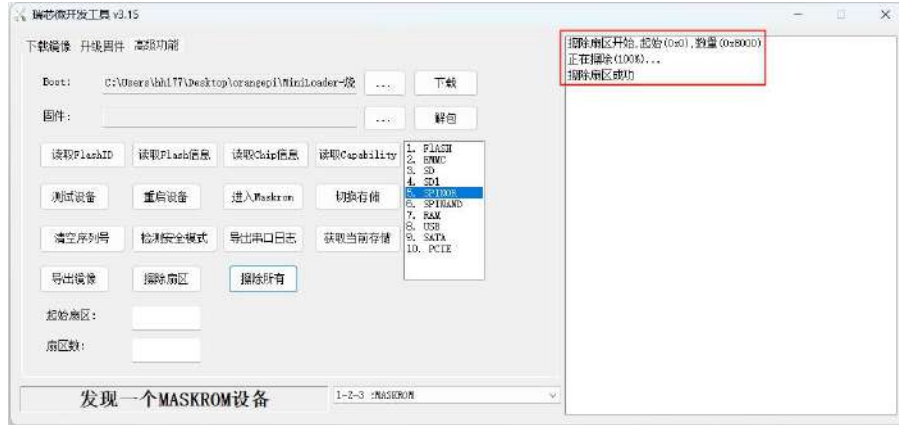 瑞芯微开发工具 v3.15
下载镜像 升级固件 高级功能
Boot: C:\Users\hh177\Desktop\orangepi\MiniLoader-烧 ... 下载
固件: ... 解包
读取FlashID 读取Flash信息 读取Chip信息 读取Capability
测试设备 重启设备 进入Maskrom 切换存储
清空序列号 检测安全模式 导出串口日志 获取当前存储
导出镜像 擦除扇区 擦除所有
起始扇区:
扇区数:
1. FLASH
2. EMMC
3. SD
4. SD1
5. SPINOR
6. SPINAND
7. RAM
8. USB
9. SATA
10. PCIE
发现一个MASKROM设备 1-2-3 :MASKROM
擦除扇区开始,起始(0x0),数量(0x8000)
正在擦除(100%)...
擦除扇区成功